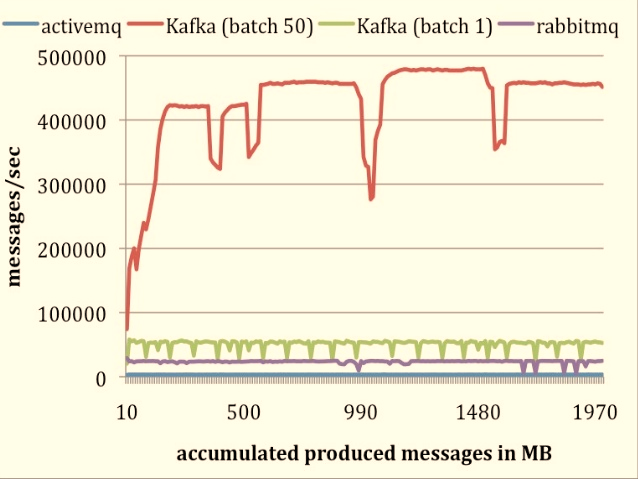 activemq Kafka (batch 50) Kafka (batch 1) rabbitmq
500000
400000
300000
200000
100000
0
messages/sec
10 500 990 1480 1970
accumulated produced messages in MB